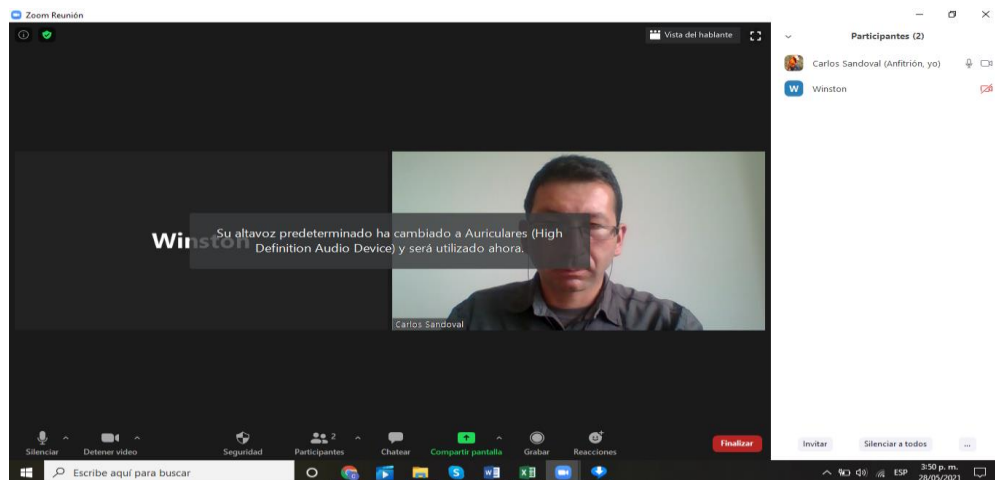 Zoom Reunión
Vista del hablante
Participantes (2)
Carlos Sandoval (Anfitrión, yo)
W Winston
Winston
Su altavoz predeterminado ha cambiado a Auriculares (High
Definition Audio Device) y será utilizado ahora.
Carlos Sandoval
Silenciar
Detener video
Seguridad
2
Participantes
Chatear
Compartir pantalla
Grabar
Reacciones
Finalizar
Invitar
Silenciar a todos
...
Escribe aquí para buscar
ESP
3:50 p. m.
28/05/2021